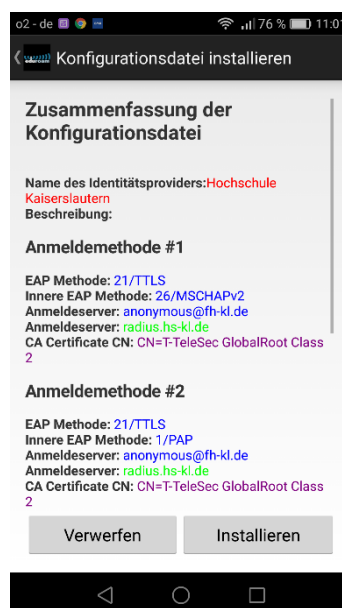 o2 - de 76 % 11:01
eduroam Konfigurationsdatei installieren
Zusammenfassung der
Konfigurationsdatei
Name des Identitätsproviders:Hochschule
Kaiserslautern
Beschreibung:
Anmeldemethode #1
EAP Methode: 21/TTLS
Innere EAP Methode: 26/MSCHAPv2
Anmeldeserver: anonymous@fh-kl.de
Anmeldeserver: radius.hs-kl.de
CA Certificate CN: CN=T-TeleSec GlobalRoot Class
2
Anmeldemethode #2
EAP Methode: 21/TTLS
Innere EAP Methode: 1/PAP
Anmeldeserver: anonymous@fh-kl.de
Anmeldeserver: radius.hs-kl.de
CA Certificate CN: CN=T-TeleSec GlobalRoot Class
2
Verwerfen Installieren